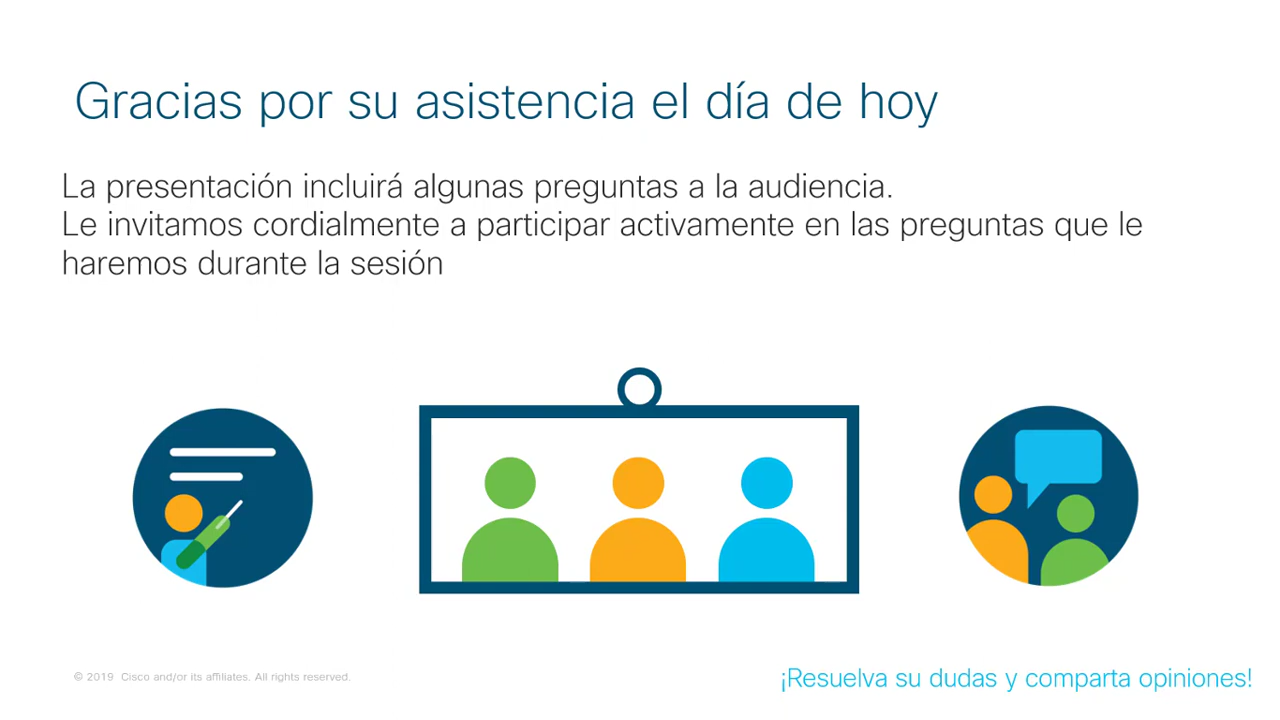 Gracias por su asistencia el día de hoy
La presentación incluirá algunas preguntas a la audiencia.
Le invitamos cordialmente a participar activamente en las preguntas que le
haremos durante la sesión
© 2019 Cisco and/or its affiliates. All rights reserved.
¡Resuelva su dudas y comparta opiniones!